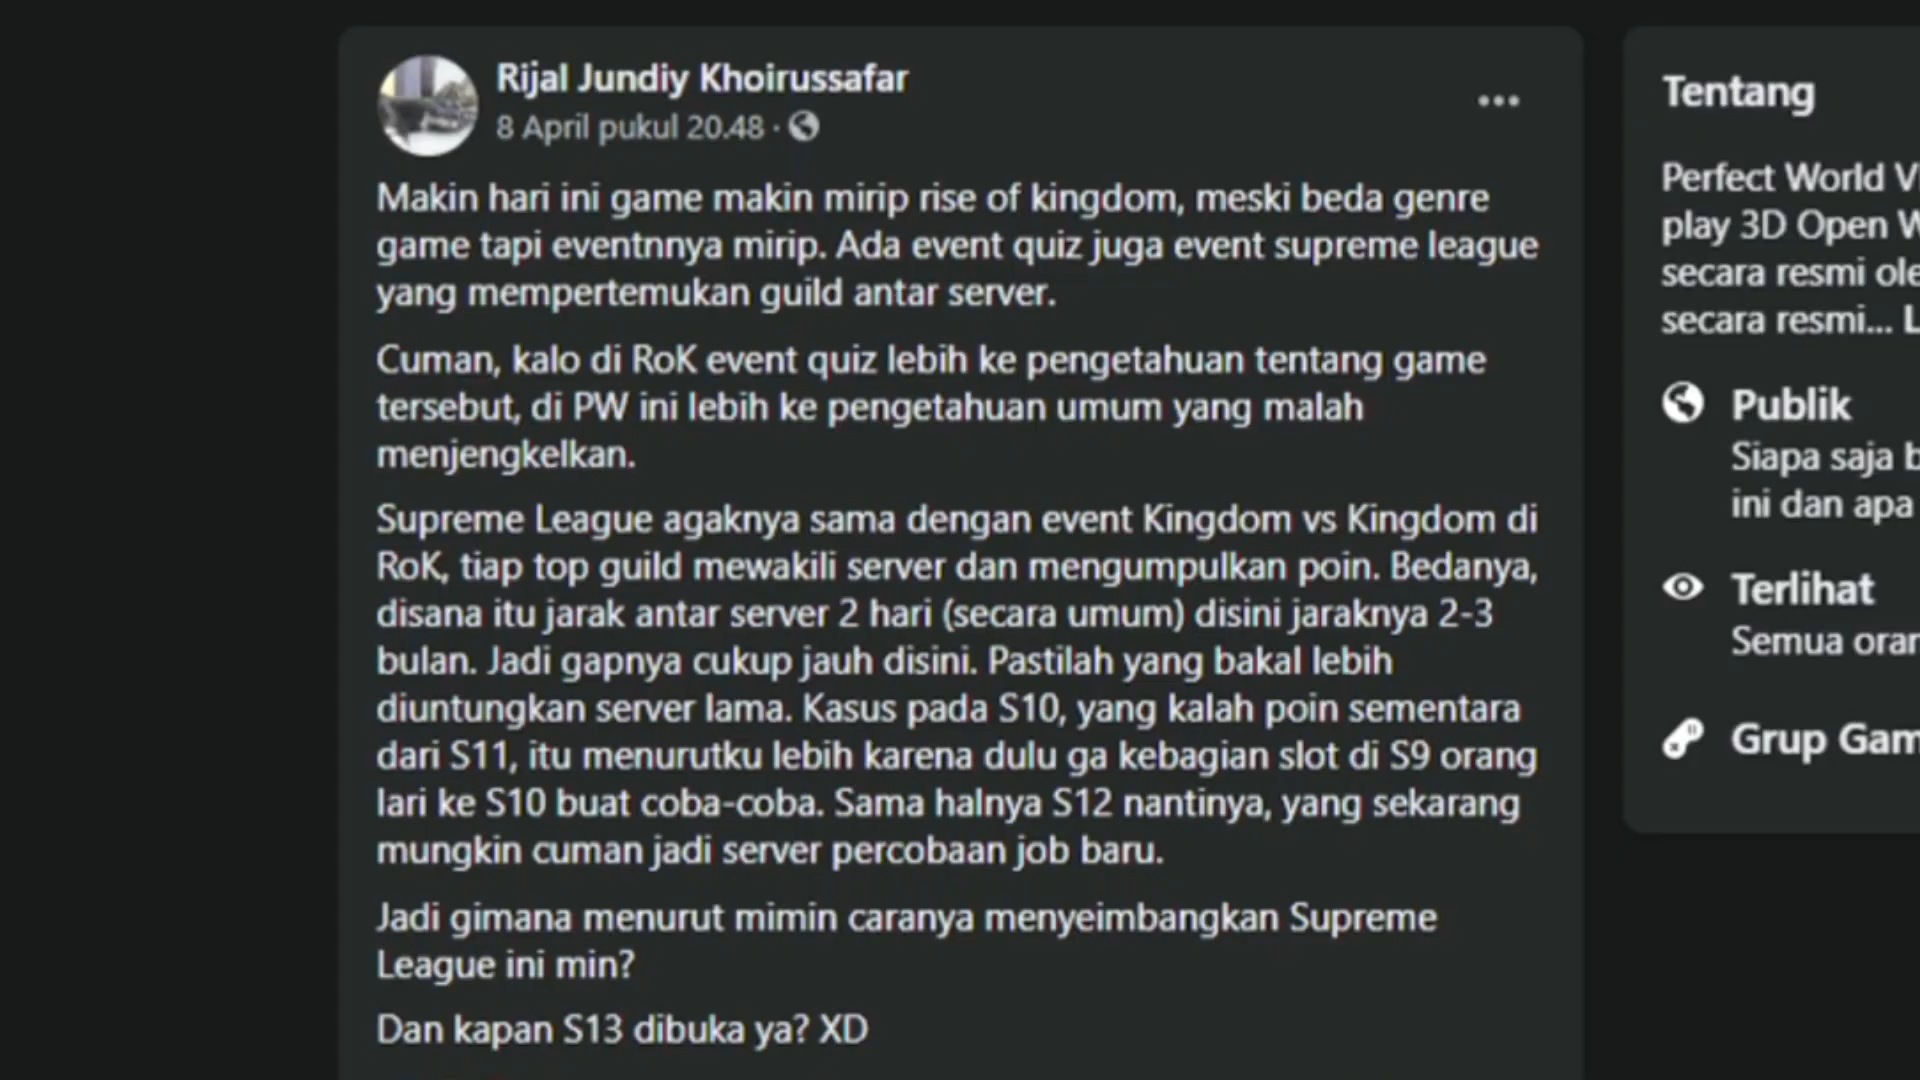 Rijal Jundiy Khoirussafar
8 April pukul 20.48 ·
Makin hari ini game makin mirip rise of kingdom, meski beda genre
game tapi eventnnya mirip. Ada event quiz juga event supreme league
yang mempertemukan guild antar server.
Cuman, kalo di RoK event quiz lebih ke pengetahuan tentang game
tersebut, di PW ini lebih ke pengetahuan umum yang malah
menjengkelkan.
Supreme League agaknya sama dengan event Kingdom vs Kingdom di
RoK, tiap top guild mewakili server dan mengumpulkan poin. Bedanya,
disana itu jarak antar server 2 hari (secara umum) disini jaraknya 2-3
bulan. Jadi gapnya cukup jauh disini. Pastilah yang bakal lebih
diuntungkan server lama. Kasus pada S10, yang kalah poin sementara
dari S11, itu menurutku lebih karena dulu ga kebagian slot di S9 orang
lari ke S10 buat coba-coba. Sama halnya S12 nantinya, yang sekarang
mungkin cuman jadi server percobaan job baru.
Jadi gimana menurut mimin caranya menyeimbangkan Supreme
League ini min?
Dan kapan S13 dibuka ya? XD
Tentang
Perfect World
play 3D Open
secara resmi
secara resmi...
Publik
Siapa saja
ini dan apa
Terlihat
Semua
Grup